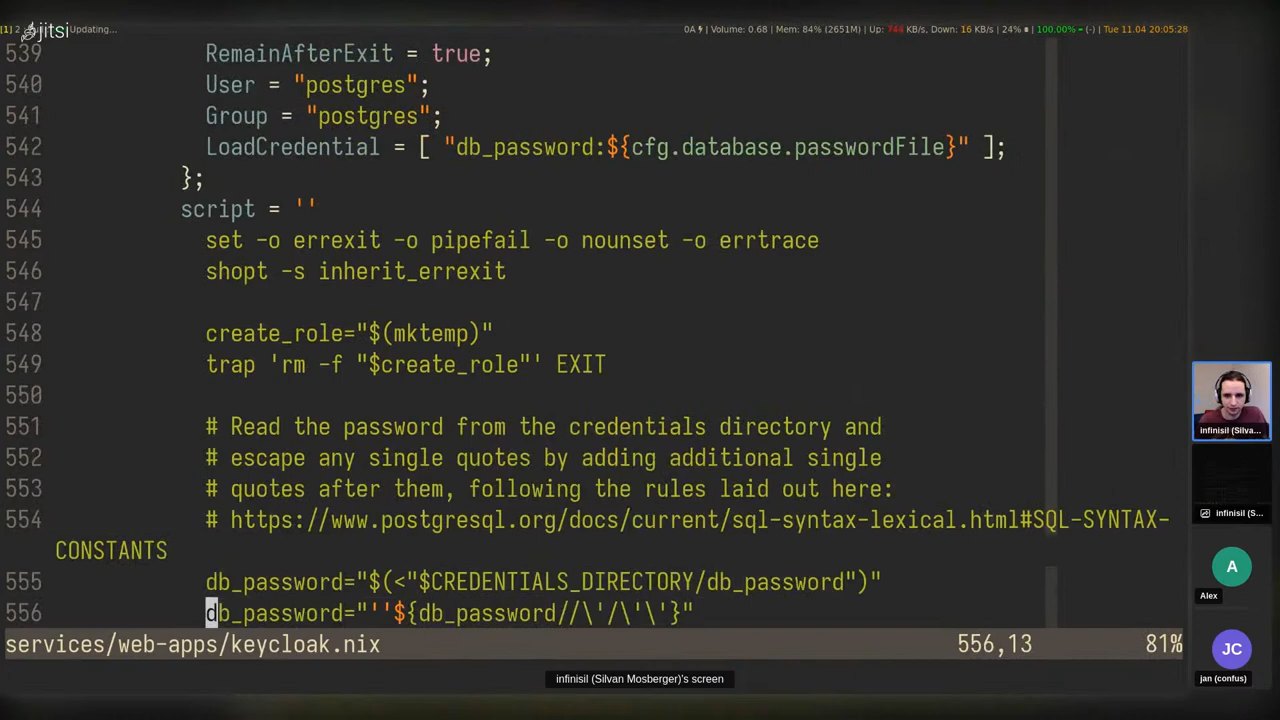 jitsi
[1] 2 Updating... 0A Volume: 0.68 | Mem: 84% (2651M) | Up: 744 KB/s, Down: 16 KB/s | 24% | 100.00% = (-) | Tue 11.04 20:05:28
539 RemainAfterExit = true;
540 User = "postgres";
541 Group = "postgres";
542 LoadCredential = [ "db_password:${cfg.database.passwordFile}" ];
543 };
544 script = ''
545 set -o errexit -o pipefail -o nounset -o errtrace
546 shopt -s inherit_errexit
547
548 create_role="$(mktemp)"
549 trap 'rm -f "$create_role"' EXIT
550
551 # Read the password from the credentials directory and
552 # escape any single quotes by adding additional single
553 # quotes after them, following the rules laid out here:
554 # https://www.postgresql.org/docs/current/sql-syntax-lexical.html#SQL-SYNTAX-
CONSTANTS
555 db_password="$(<"$CREDENTIALS_DIRECTORY/db_password")"
556 db_password="''${db_password//\'/\'\'}"
services/web-apps/keycloak.nix 556,13 81%
infinisil (Silvan Mosberger)'s screen
infinisil (Silva...
infinisil (S...
A
Alex
JC
jan (confus)